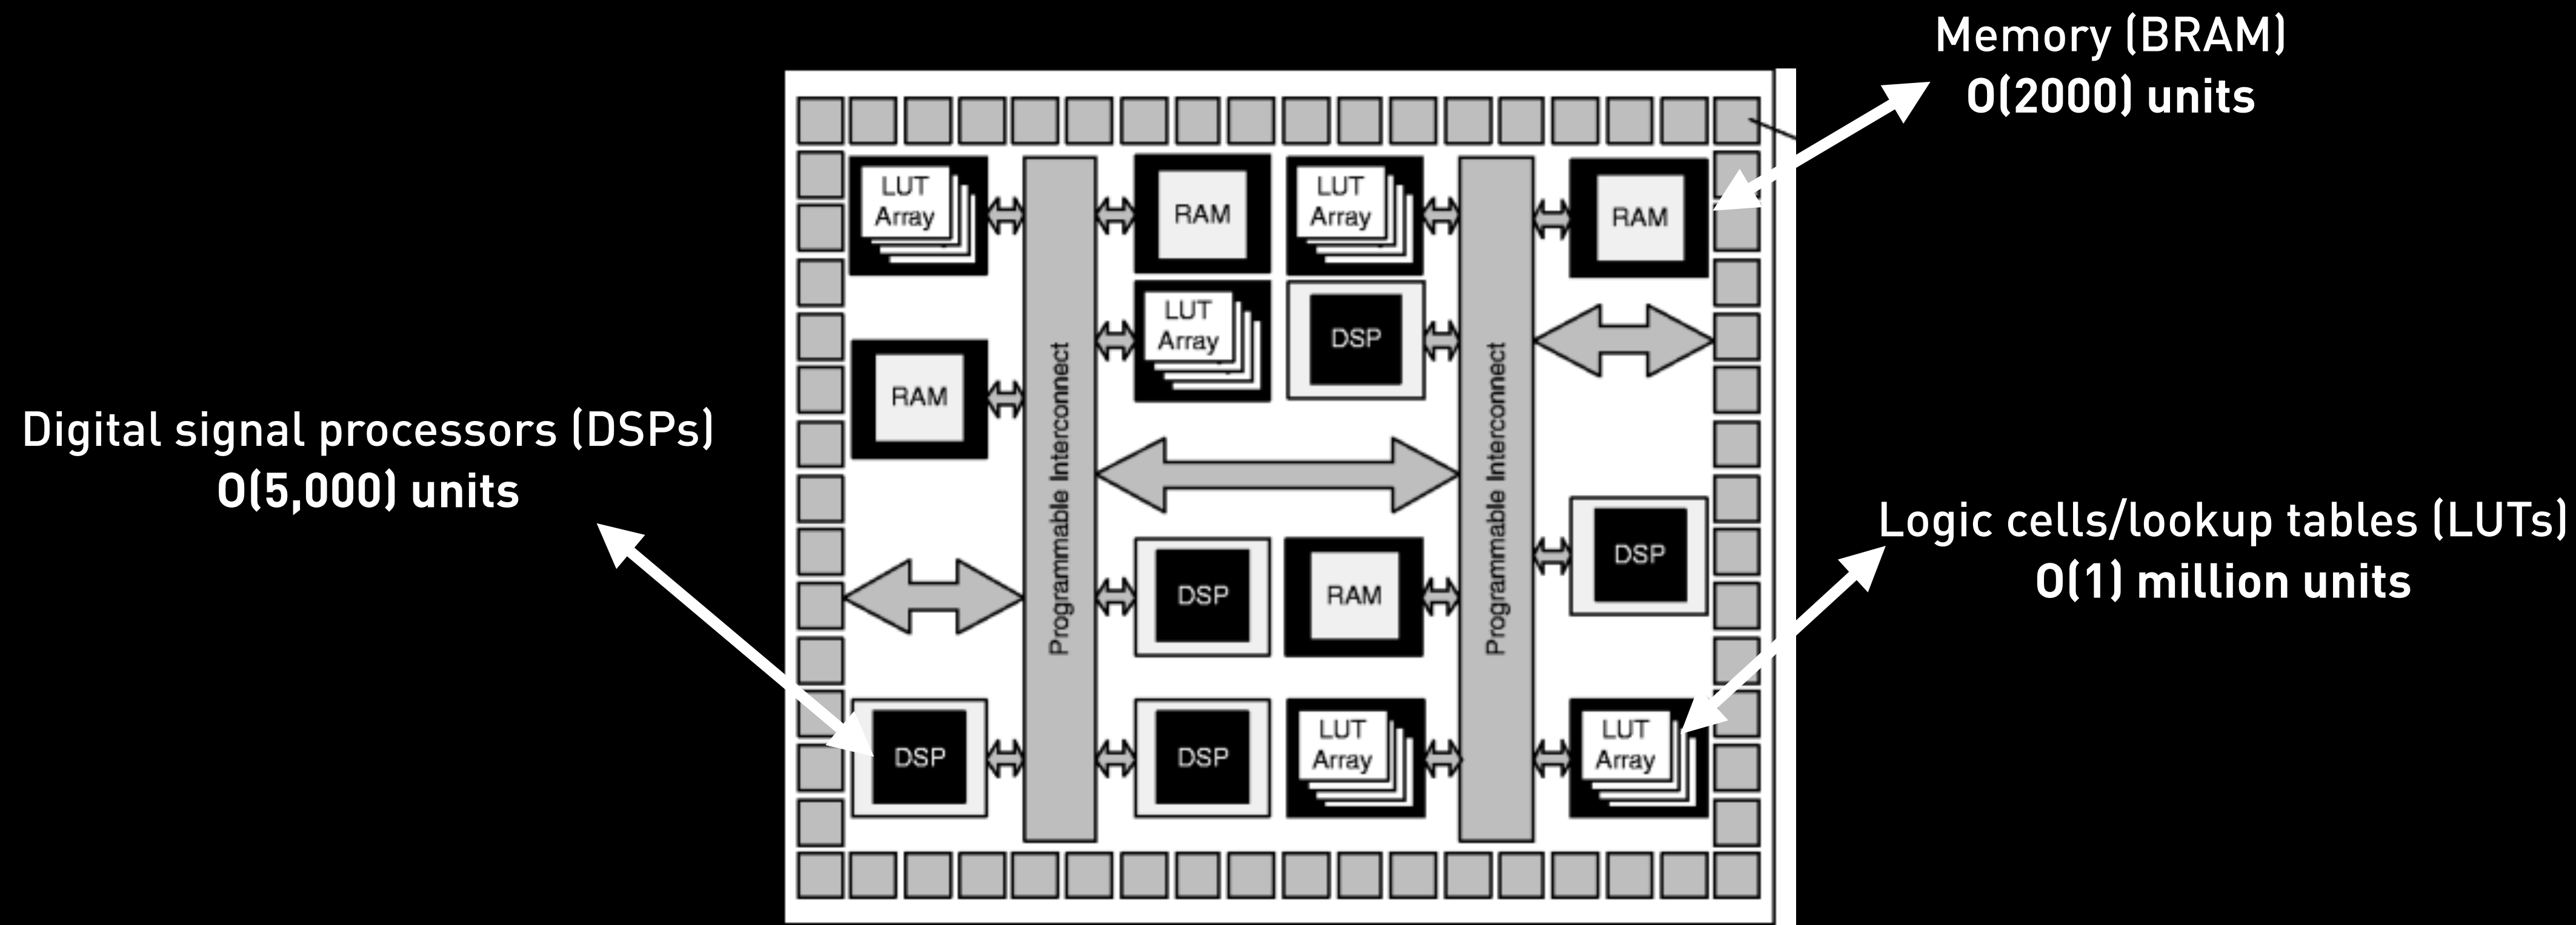 Memory (BRAM)
O(2000) units
LUT
Array
RAM
LUT
Array
RAM
LUT
Array
DSP
RAM
Programmable Interconnect
Programmable Interconnect
Digital signal processors (DSPs)
O(5,000) units
Logic cells/lookup tables (LUTs)
O(1) million units
DSP
RAM
DSP
DSP
DSP
LUT
Array
LUT
Array